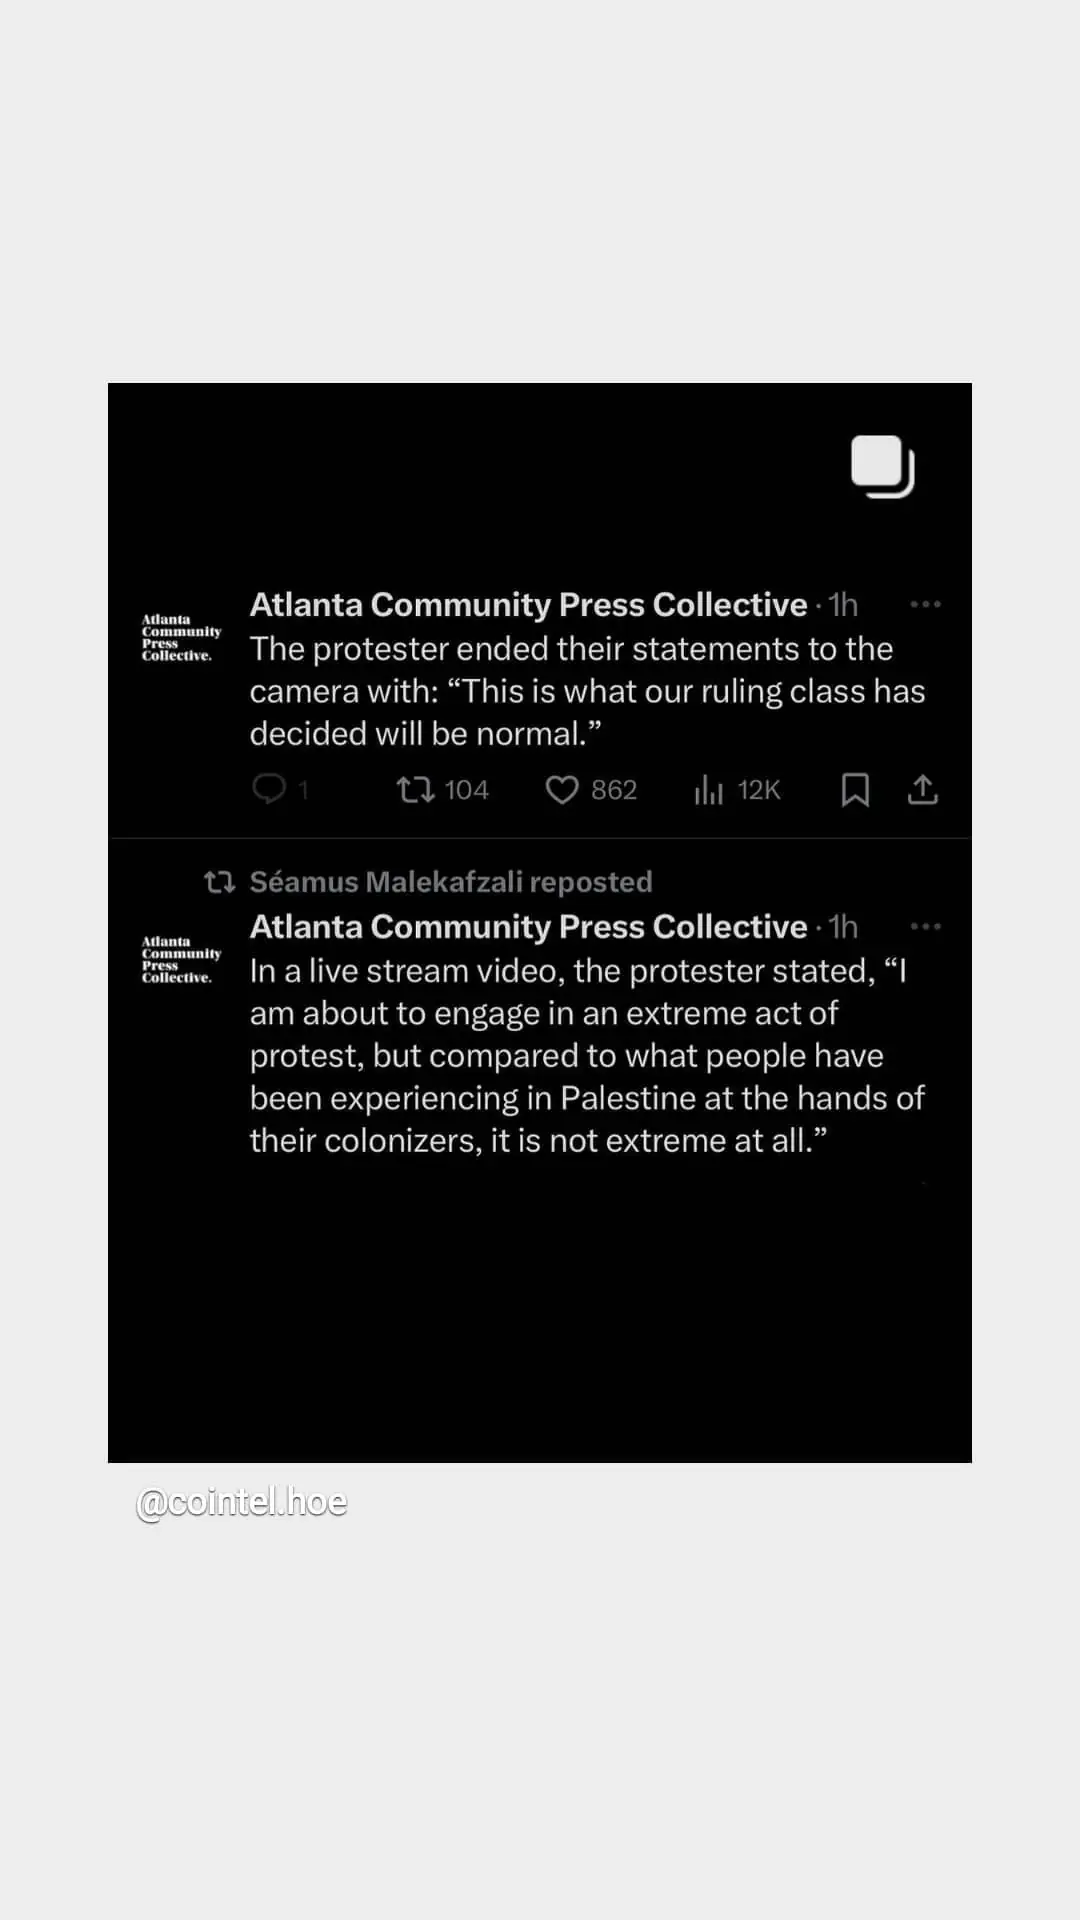 Atlanta Community Press Collective · 1h
Atlanta
Community
Press
Collective.
The protester ended their statements to the
camera with: “This is what our ruling class has
decided will be normal.”
1 104 862 12K
Séamus Malekafzali reposted
Atlanta Community Press Collective · 1h
Atlanta
Community
Press
Collective.
In a live stream video, the protester stated, “I
am about to engage in an extreme act of
protest, but compared to what people have
been experiencing in Palestine at the hands of
their colonizers, it is not extreme at all.”
@cointel.hoe